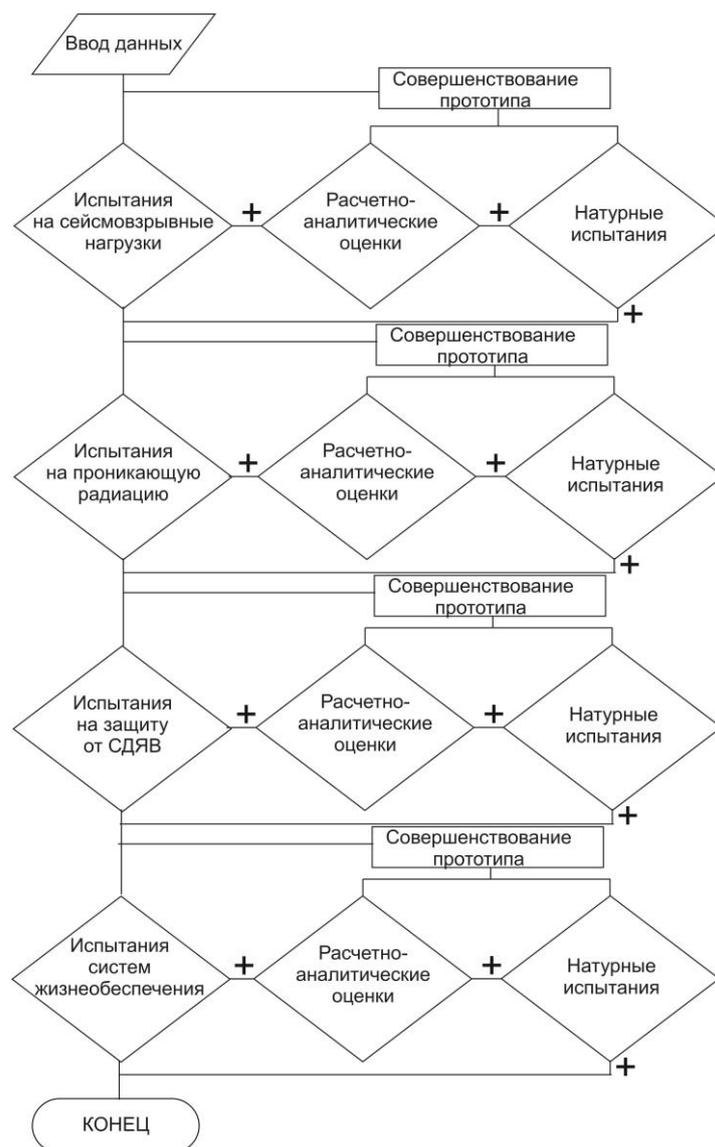 Ввод данных
Совершенствование
прототипа
Испытания
на сейсмовзрывные
нагрузки
+
Расчетно-
аналитические
оценки
+
Натурные
испытания
+
Совершенствование
прототипа
Испытания
на проникающую
радиацию
+
Расчетно-
аналитические
оценки
+
Натурные
испытания
+
Совершенствование
прототипа
Испытания
на защиту
от СДЯВ
+
Расчетно-
аналитические
оценки
+
Натурные
испытания
+
Совершенствование
прототипа
Испытания
систем
жизнеобеспечения
+
Расчетно-
аналитические
оценки
+
Натурные
испытания
+
КОНЕЦ